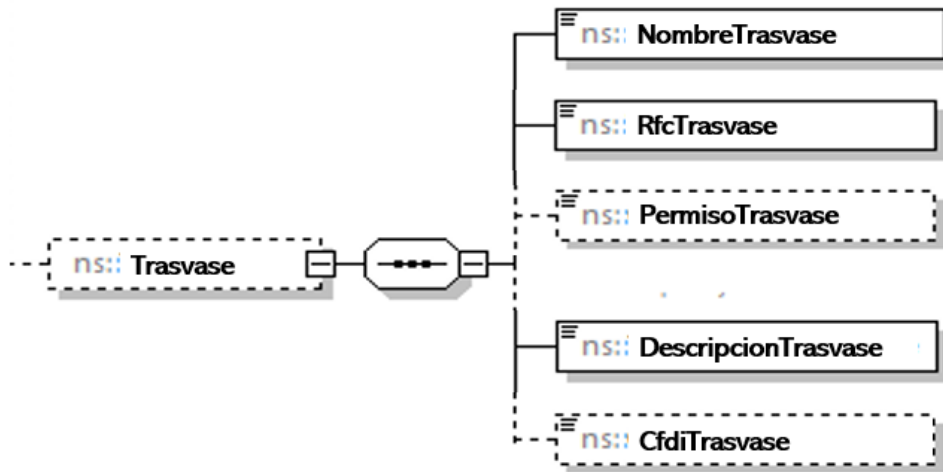 ns:: NombreTrasvase
ns:: RfcTrasvase
ns:: PermisoTrasvase
ns:: Trasvase
ns:: DescripcionTrasvase
ns:: CfdiTrasvase